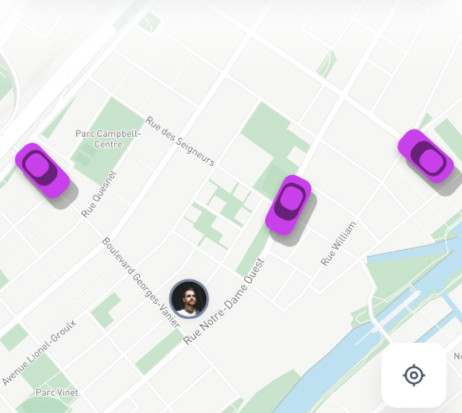 Rue des Seigneurs
Parc Campbell-
Centre
Rue Quesnel
Rue William
Boulevard Georges-Vanier
Rue Notre-Dame Ouest
Avenue Lionel-Groulx
Parc Vinet